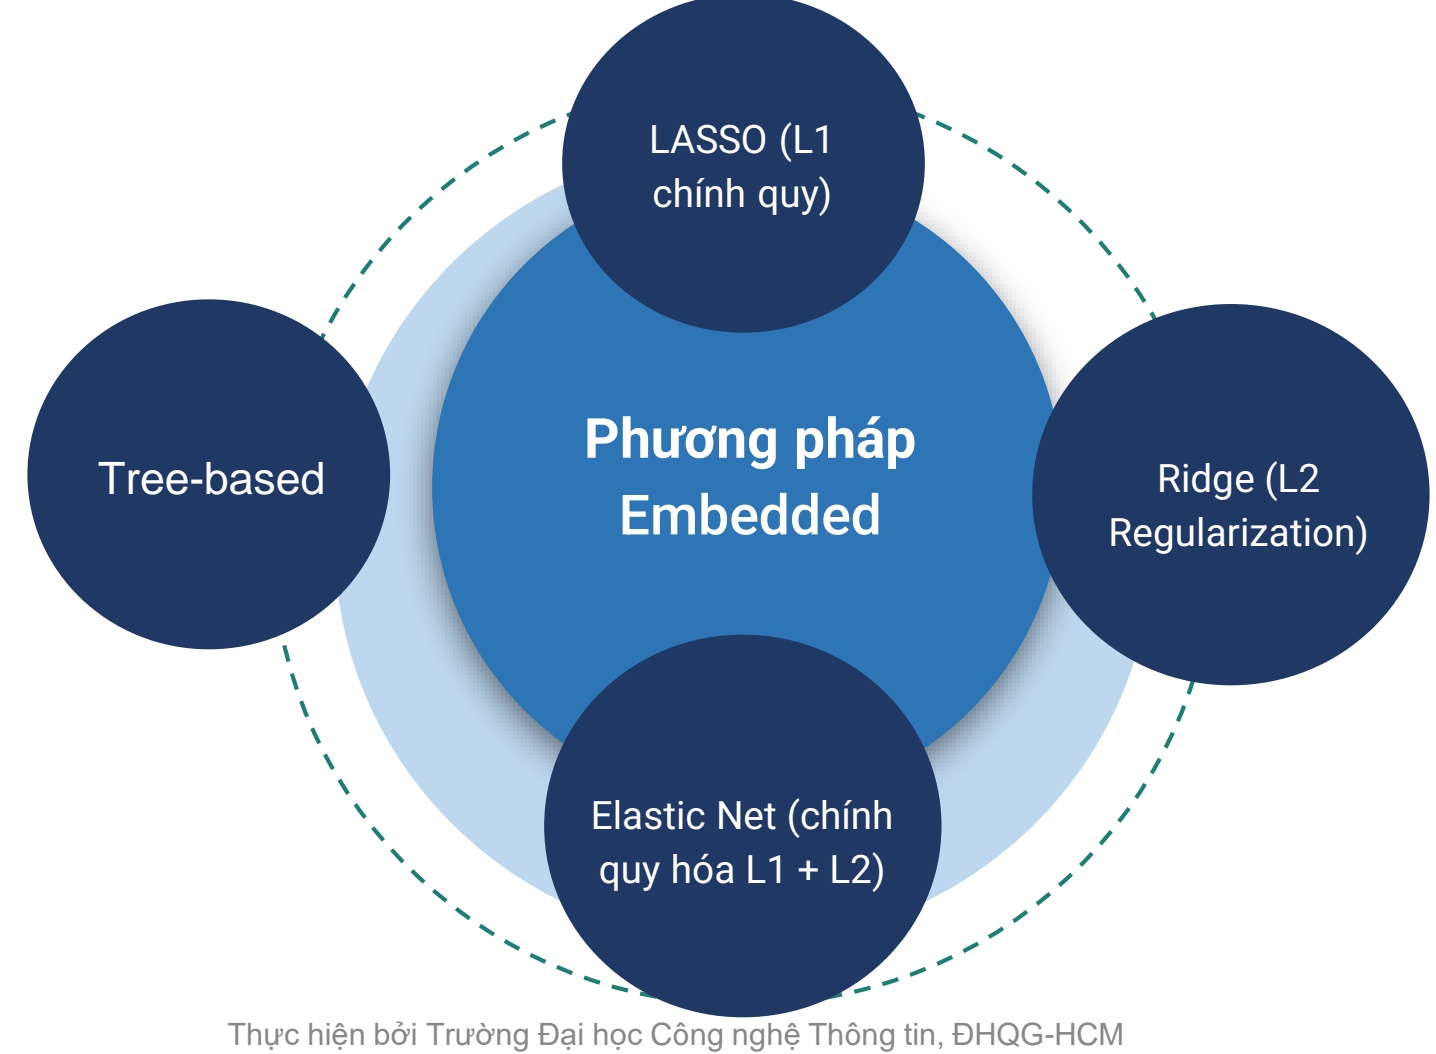 LASSO (L1
chính quy)
Phương pháp
Embedded
Tree-based
Ridge (L2
Regularization)
Elastic Net (chính
quy hóa L1 + L2)
Thực hiện bởi Trường Đại học Công nghệ Thông tin, ĐHQG-HCM